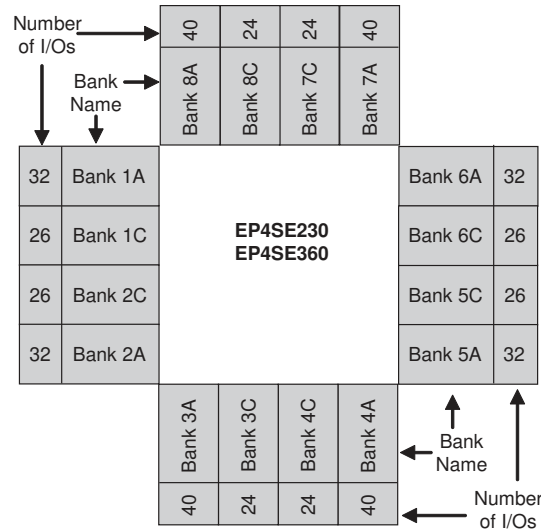 Number
of I/Os
40 24 24 40
Bank
Name
Bank 8A Bank 8C Bank 7C Bank 7A
32 Bank 1A
26 Bank 1C
26 Bank 2C
32 Bank 2A
EP4SE230
EP4SE360
Bank 6A 32
Bank 6C 26
Bank 5C 26
Bank 5A 32
Bank 3A Bank 3C Bank 4C Bank 4A
40 24 24 40
Bank
Name
Number
of I/Os